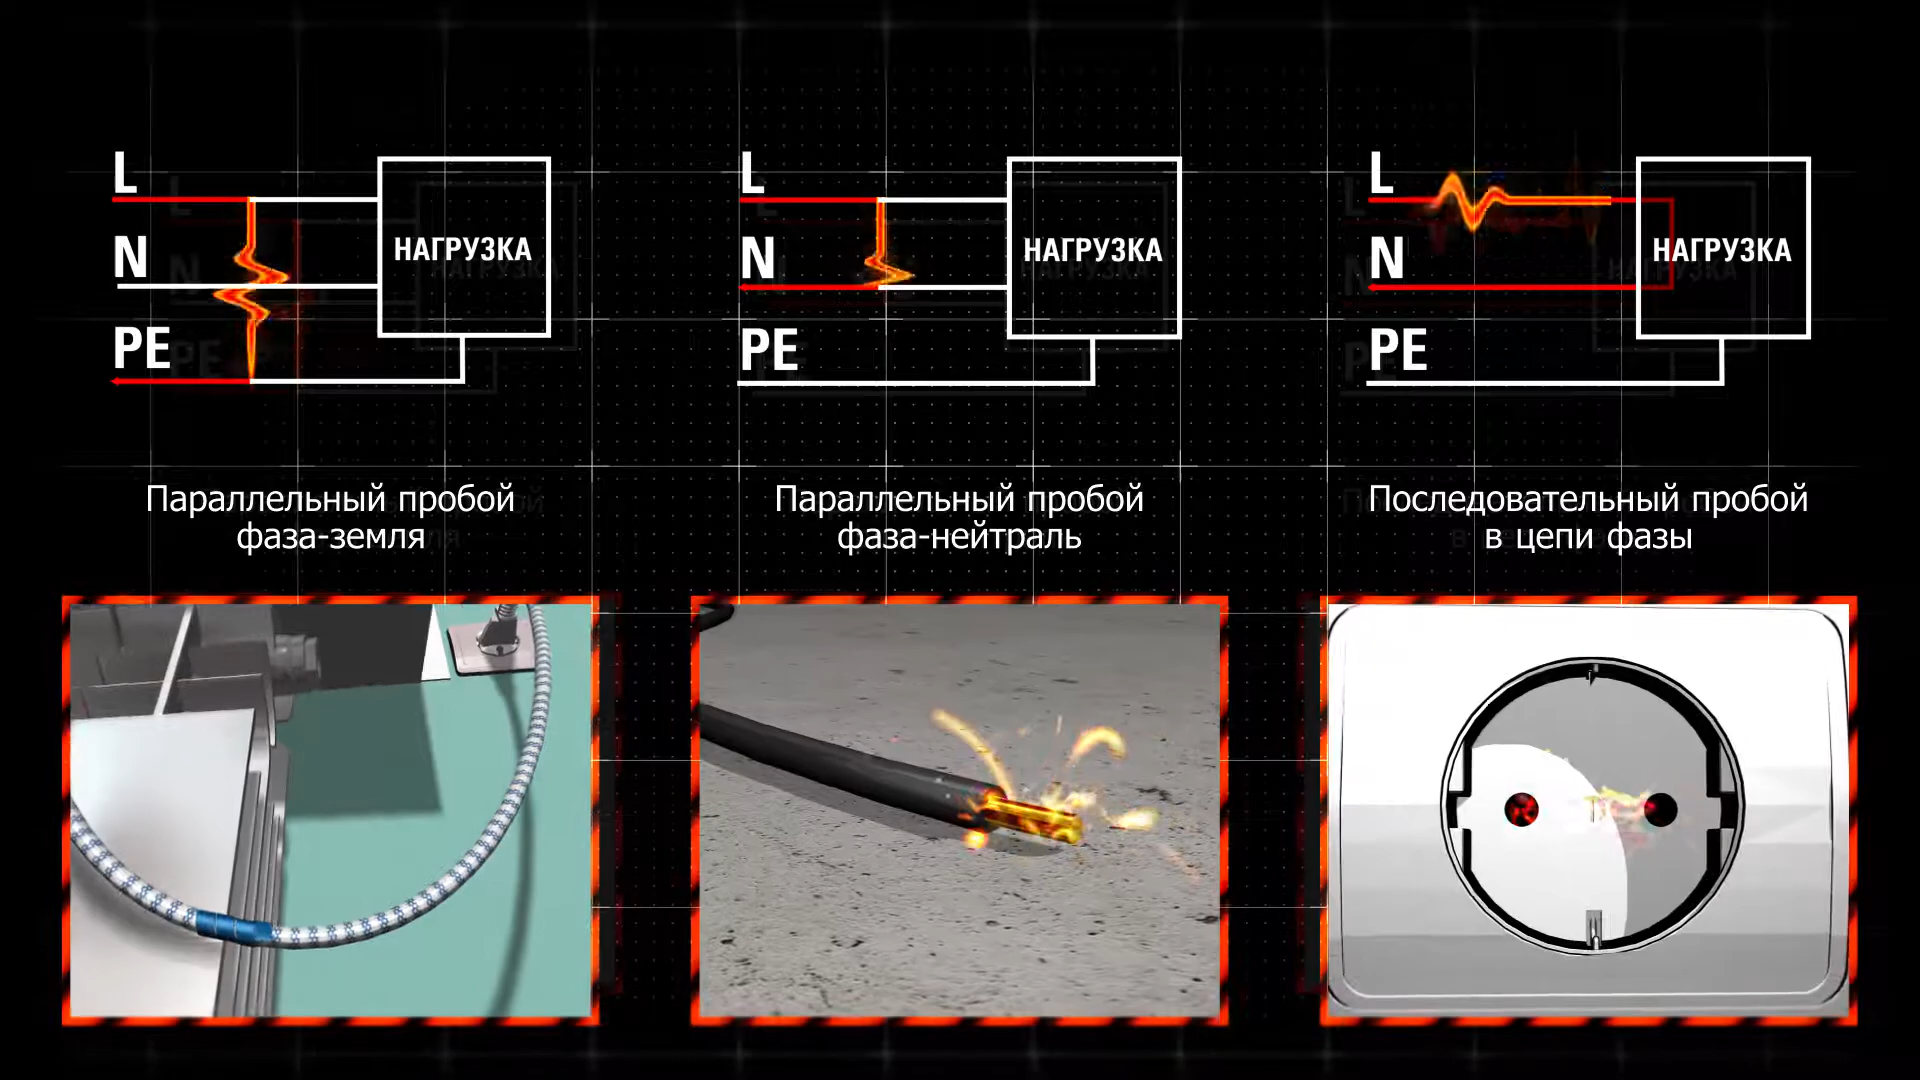 L
N
PE
НАГРУЗКА
Параллельный пробой
фаза-земля
L
N
PE
НАГРУЗКА
Параллельный пробой
фаза-нейтраль
L
N
PE
НАГРУЗКА
Последовательный пробой
в цепи фазы